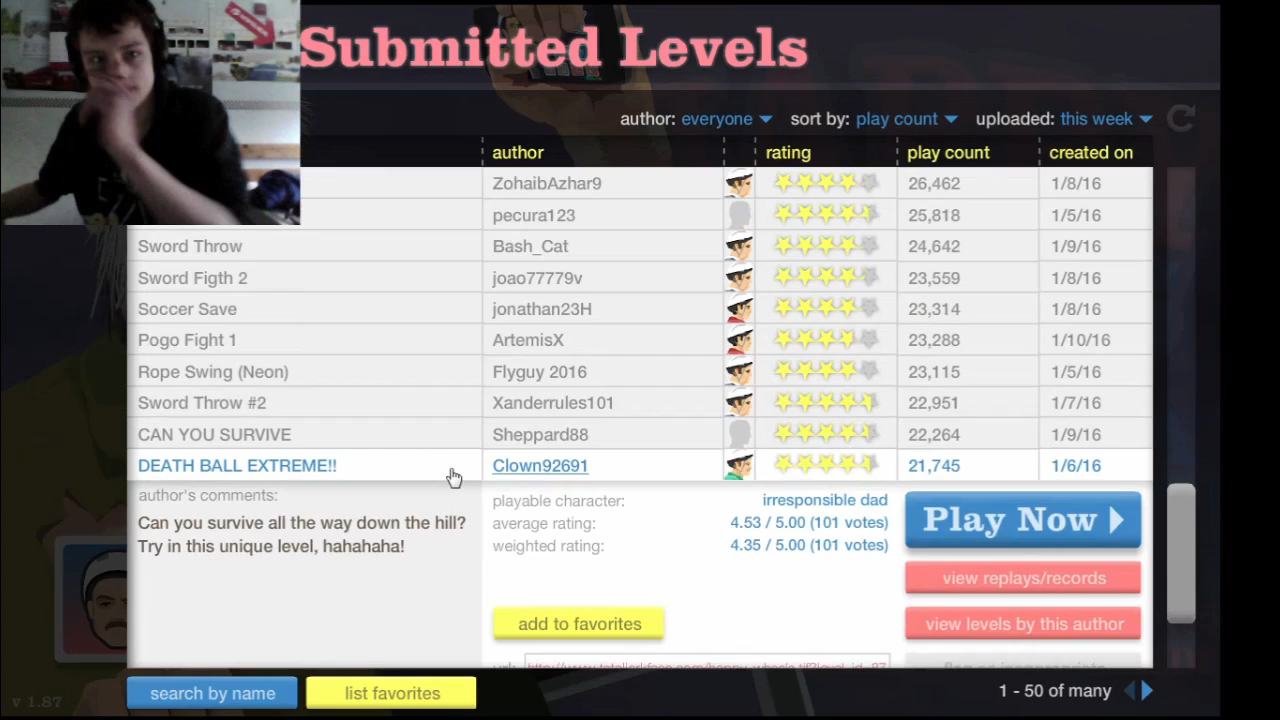 Submitted Levels
author: everyone sort by: play count uploaded: this week
author rating play count created on
ZohaibAzhar9 26,462 1/8/16
pecura123 25,818 1/5/16
Sword Throw Bash_Cat 24,642 1/9/16
Sword Figth 2 joao77779v 23,559 1/8/16
Soccer Save jonathan23H 23,314 1/8/16
Pogo Fight 1 ArtemisX 23,288 1/10/16
Rope Swing (Neon) Flyguy 2016 23,115 1/5/16
Sword Throw #2 Xanderrules101 22,951 1/7/16
CAN YOU SURVIVE Sheppard88 22,264 1/9/16
DEATH BALL EXTREME!! Clown92691 21,745 1/6/16
author's comments:
Can you survive all the way down the hill?
Try in this unique level, hahahaha!
playable character: irresponsible dad
average rating: 4.53 / 5.00 (101 votes)
weighted rating: 4.35 / 5.00 (101 votes)
Play Now
view replays/records
add to favorites
view levels by this author
search by name
list favorites
1 - 50 of many
v 1.87